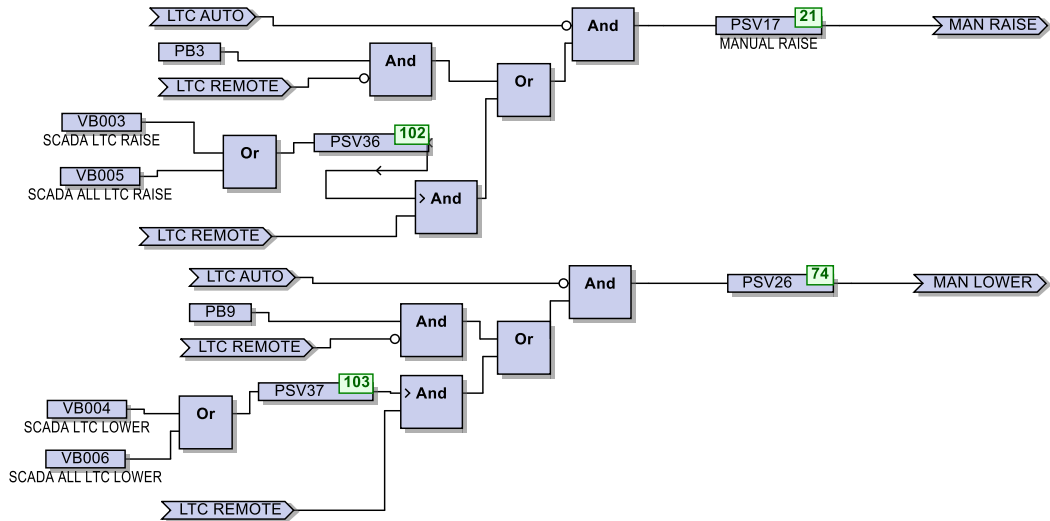 LTC AUTO
And
PSV17
21
MANUAL RAISE
MAN RAISE
PB3
And
LTC REMOTE
Or
VB003
SCADA LTC RAISE
Or
PSV36
102
VB005
SCADA ALL LTC RAISE
> And
LTC REMOTE
LTC AUTO
And
PSV26
74
MAN LOWER
PB9
And
LTC REMOTE
Or
VB004
SCADA LTC LOWER
Or
PSV37
103
> And
VB006
SCADA ALL LTC LOWER
LTC REMOTE